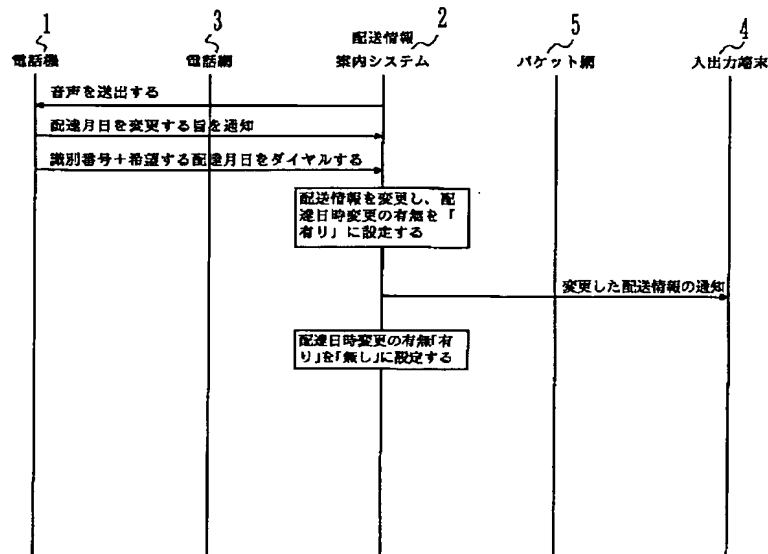 1
3
2
5
4
電話機
電話網
配送情報
案内システム
パケット網
入出力端末
音声を送出する
配達月日を変更する旨を通知
識別番号+希望する配達月日をダイヤルする
配送情報を変更し、配
達日時変更の有無を「
有り」に設定する
変更した配送情報の通知
配達日時変更の有無「有
り」を「無し」に設定する